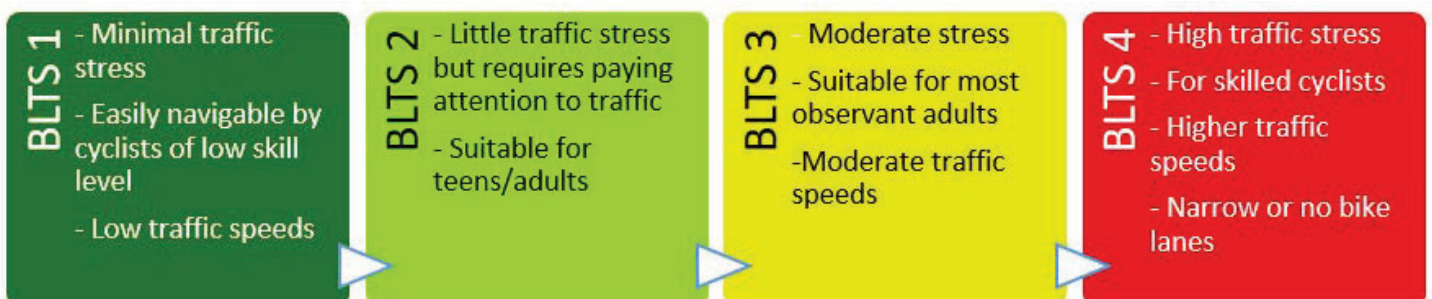 BLTS 1
- Minimal traffic
stress
- Easily navigable by
cyclists of low skill
level
- Low traffic speeds
BLTS 2
- Little traffic stress
but requires paying
attention to traffic
- Suitable for
teens/adults
BLTS 3
- Moderate stress
- Suitable for most
observant adults
-Moderate traffic
speeds
BLTS 4
- High traffic stress
- For skilled cyclists
- Higher traffic
speeds
- Narrow or no bike
lanes